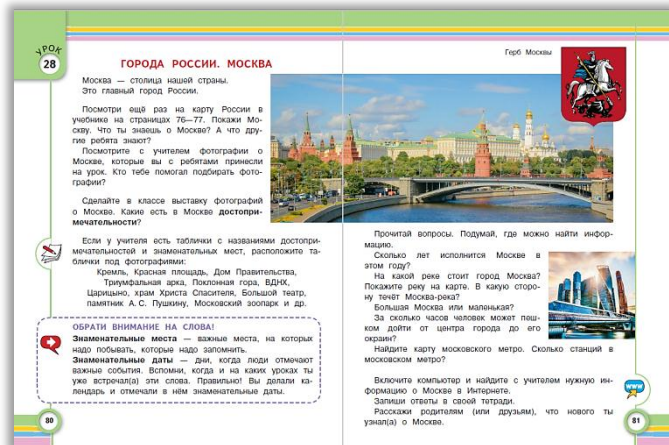 УРОК
28
ГОРОДА РОССИИ. МОСКВА
Москва — столица нашей страны.
Это главный город России.
Посмотри ещё раз на карту России в
учебнике на страницах 76—77. Покажи Мо-
скву. Что ты знаешь о Москве? А что дру-
гие ребята знают?
Посмотрите с учителем фотографии о
Москве, которые вы с ребятами принесли
на урок. Кто тебе помогал подбирать фото-
графии?
Сделайте в классе выставку фотографий
о Москве. Какие есть в Москве достопри-
мечательности?
Если у учителя есть таблички с названиями достопри-
мечательностей и знаменательных мест, расположите та-
блички под фотографиями:
Кремль, Красная площадь, Дом Правительства,
Триумфальная арка, Поклонная гора, ВДНХ,
Царицыно, храм Христа Спасителя, Большой театр,
памятник А. С. Пушкину, Московский зоопарк и др.
ОБРАТИ ВНИМАНИЕ НА СЛОВА!
Знаменательные места — важные места, на которых
надо побывать, которые надо запомнить.
Знаменательные даты — дни, когда люди отмечают
важные события. Вспомни, когда и на каких уроках ты
уже встречал(а) эти слова. Правильно! Вы делали ка-
лендарь и отмечали в нём знаменательные даты.
80
Герб Москвы
Прочитай вопросы. Подумай, где можно найти инфор-
мацию.
Сколько лет исполнится Москве в
этом году?
На какой реке стоит город Москва?
Покажите реку на карте. В какую сторо-
ну течёт Москва-река?
Большая Москва или маленькая?
За сколько часов человек может пеш-
ком дойти от центра города до его
окраин?
Найдите карту московского метро. Сколько станций в
московском метро?
Включите компьютер и найдите с учителем нужную ин-
формацию о Москве в Интернете.
Запиши ответы в своей тетради.
Расскажи родителям (или друзьям), что нового ты
узнал(а) о Москве.
www
81